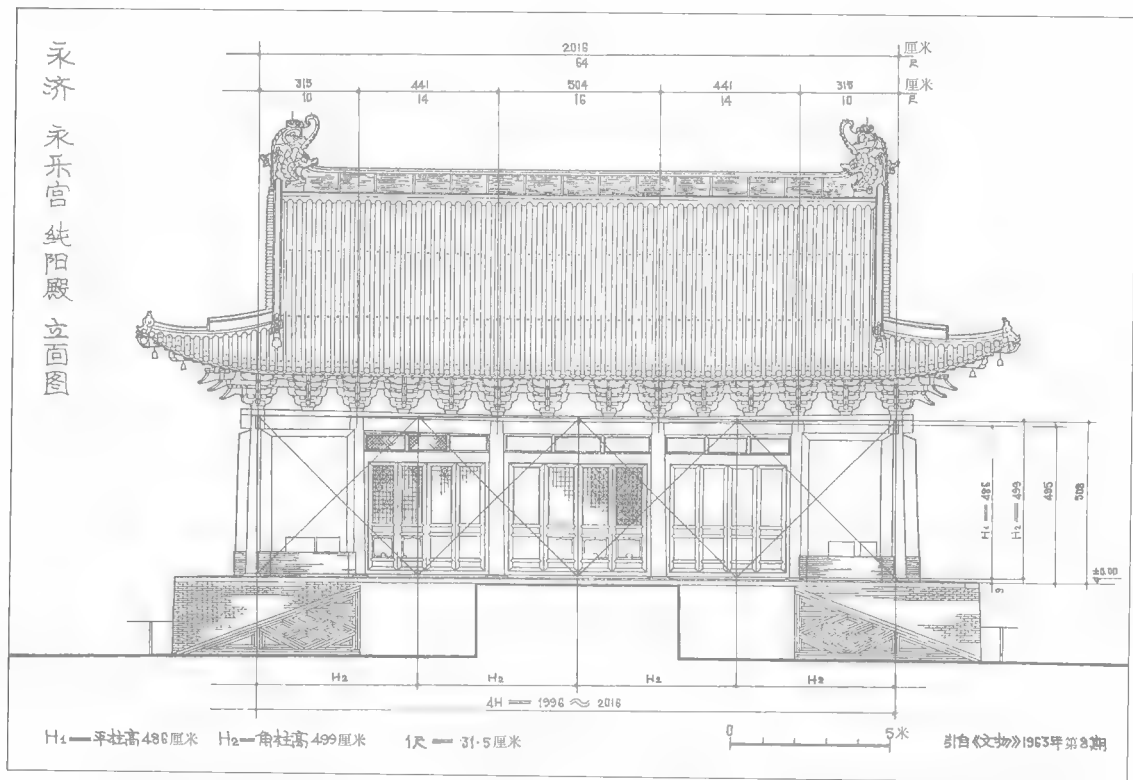 永济 永乐宫 纯阳殿 立面图
2016 厘米
64 尺
315 441 504 441 315 厘米
10 14 16 14 10 尺
H1 — 486
H2 — 499
495
508
±0.00
9
H2 H2 H2 H2
4H — 1996 ≈ 2016
H1 — 平柱高486厘米 H2 — 角柱高499厘米 1尺 — 31.5厘米
0 5米
引自《文物》1963年第8期